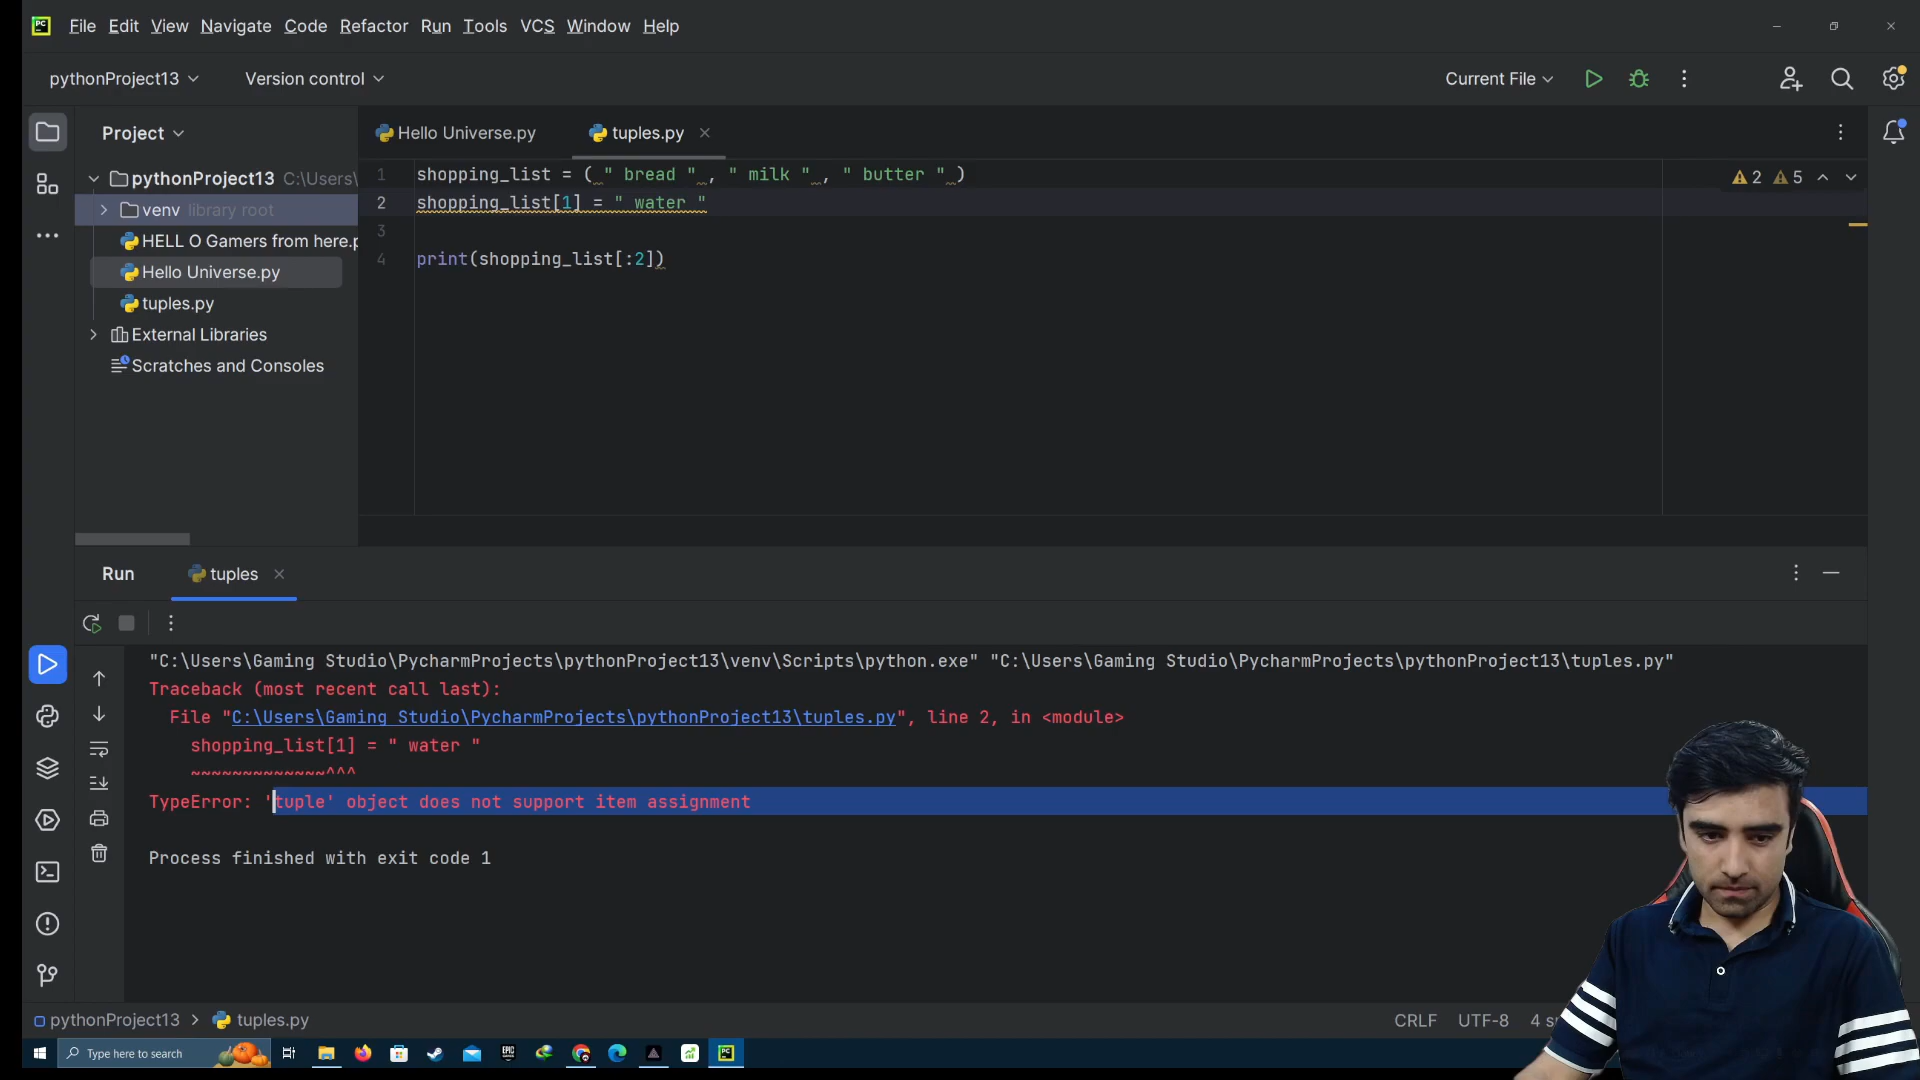 PC File Edit View Navigate Code Refactor Run Tools VCS Window Help
pythonProject13 Version control Current File
Project Hello Universe.py tuples.py
pythonProject13 C:\Users\
venv library root
HELL O Gamers from here.p
Hello Universe.py
tuples.py
External Libraries
Scratches and Consoles
1 shopping_list = ( " bread " , " milk " , " butter " )
2 shopping_list[1] = " water "
3
4 print(shopping_list[:2])
2 5
Run tuples
"C:\Users\Gaming Studio\PycharmProjects\pythonProject13\venv\Scripts\python.exe" "C:\Users\Gaming Studio\PycharmProjects\pythonProject13\tuples.py"
Traceback (most recent call last):
File "C:\Users\Gaming Studio\PycharmProjects\pythonProject13\tuples.py", line 2, in <module>
shopping_list[1] = " water "
~~~~~~~~~~~~~^^^
TypeError: 'tuple' object does not support item assignment
Process finished with exit code 1
pythonProject13 > tuples.py CRLF UTF-8 4
Type here to search EPIC PC